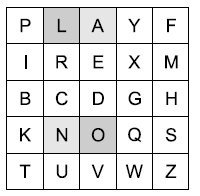 P L A Y F
I R E X M
B C D G H
K N O Q S
T U V W Z